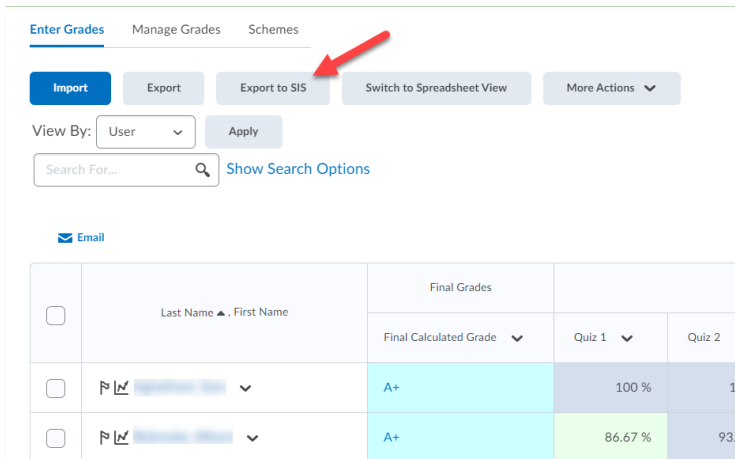 Enter Grades Manage Grades Schemes
Import Export Export to SIS Switch to Spreadsheet View More Actions
View By: User Apply
Search For... Show Search Options
Email
Final Grades
Last Name , First Name
Final Calculated Grade Quiz 1 Quiz 2
A+ 100 % 1
A+ 86.67 % 93.